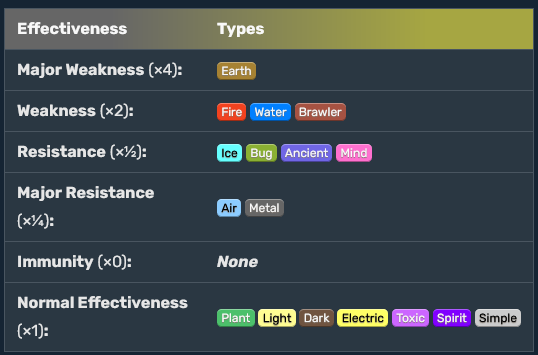 Effectiveness Types
Major Weakness (×4): Earth
Weakness (×2): Fire Water Brawler
Resistance (×½): Ice Bug Ancient Mind
Major Resistance
(×¼): Air Metal
Immunity (×0): None
Normal Effectiveness
(×1): Plant Light Dark Electric Toxic Spirit Simple